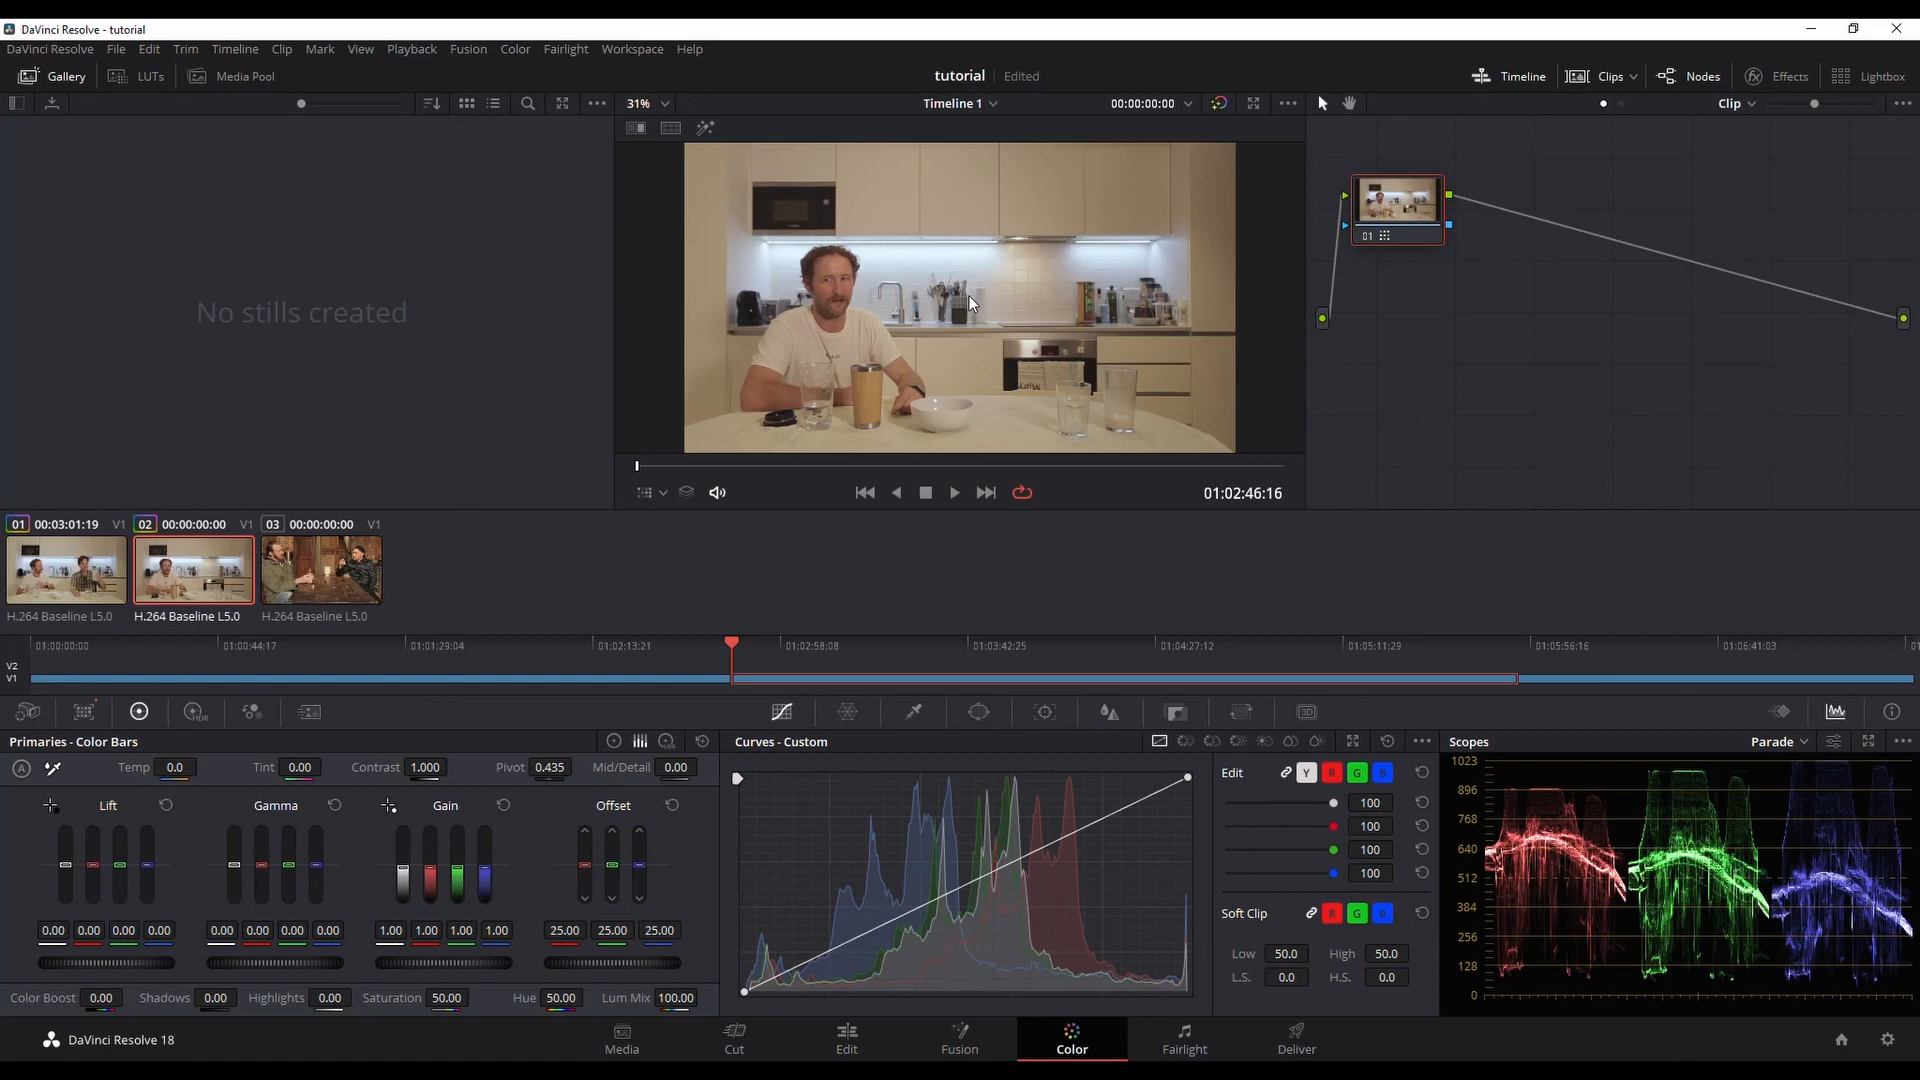 DaVinci Resolve - tutorial
DaVinci Resolve File Edit Trim Timeline Clip Mark View Playback Fusion Color Fairlight Workspace Help
Gallery LUTs Media Pool tutorial Edited Timeline Clips Nodes Effects Lightbox
31% Timeline 1 00:00:00:00 Clip
No stills created
01
01:02:46:16
01 00:03:01:19 V1 02 00:00:00:00 V1 03 00:00:00:00 V1
H.264 Baseline L5.0 H.264 Baseline L5.0 H.264 Baseline L5.0
01:00:00:00 01:00:44:17 01:01:29:04 01:02:13:21 01:02:58:08 01:03:42:25 01:04:27:12 01:05:11:29 01:05:56:16 01:06:41:03
V2
V1
HDR 3D
Primaries - Color Bars Curves - Custom Scopes Parade
A Temp 0.0 Tint 0.00 Contrast 1.000 Pivot 0.435 Mid/Detail 0.00
Lift Gamma Gain Offset
0.00 0.00 0.00 0.00 0.00 0.00 0.00 0.00 1.00 1.00 1.00 1.00 25.00 25.00 25.00
Color Boost 0.00 Shadows 0.00 Highlights 0.00 Saturation 50.00 Hue 50.00 Lum Mix 100.00
Edit Y R G B
100
100
100
100
Soft Clip R G B
Low 50.0 High 50.0
L.S. 0.0 H.S. 0.0
1023
896
768
640
512
384
256
128
0
DaVinci Resolve 18 Media Cut Edit Fusion Color Fairlight Deliver